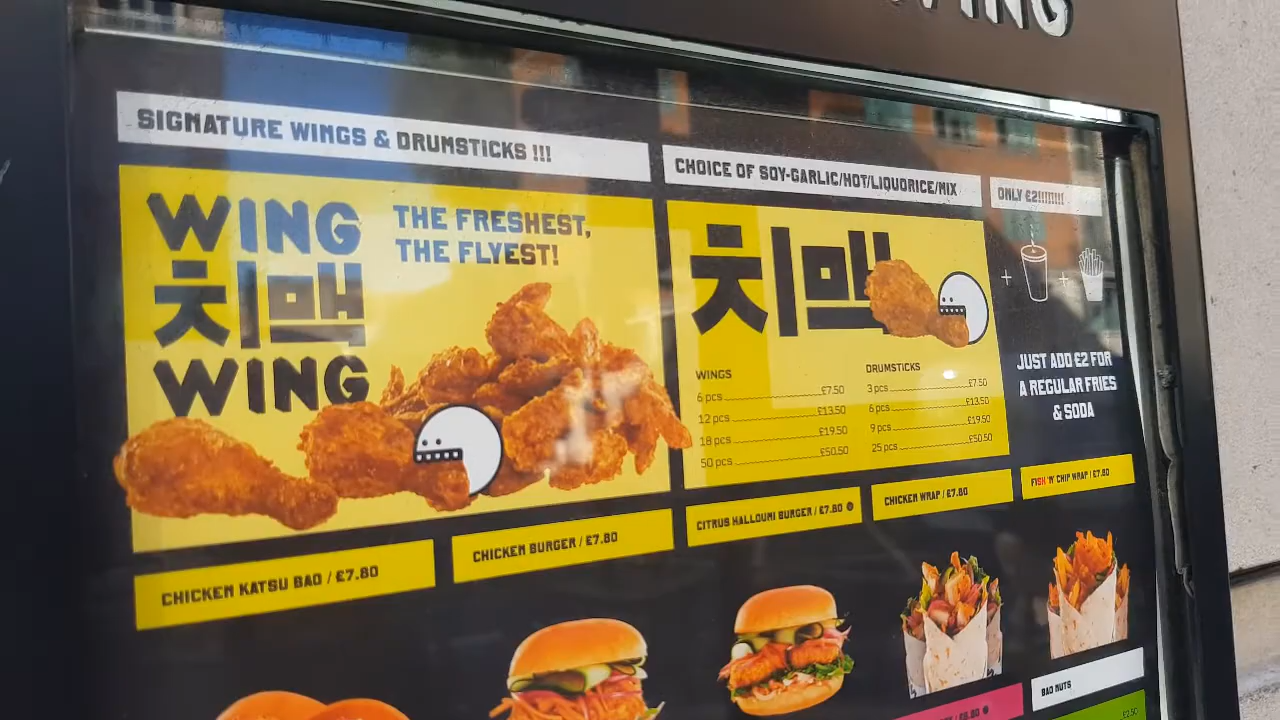 WING
SIGNATURE WINGS & DRUMSTICKS !!!
WING
치맥
WING
THE FRESHEST,
THE FLYEST!
CHOICE OF SOY-GARLIC/HOT/LIQUORICE/MIX
치맥
WINGS
6 pcs £7.50
12 pcs £13.50
18 pcs £19.50
50 pcs £50.50
DRUMSTICKS
3 pcs £7.50
6 pcs £13.50
9 pcs £19.50
25 pcs £50.50
ONLY £2!!!!!!!!
+ +
JUST ADD £2 FOR
A REGULAR FRIES
& SODA
CHICKEN KATSU BAO / £7.80
CHICKEN BURGER / £7.80
CITRUS HALLOUMI BURGER / £7.80
CHICKEN WRAP / £7.80
FISH 'N' CHIP WRAP / £7.80
BAO NUTS
£2.50